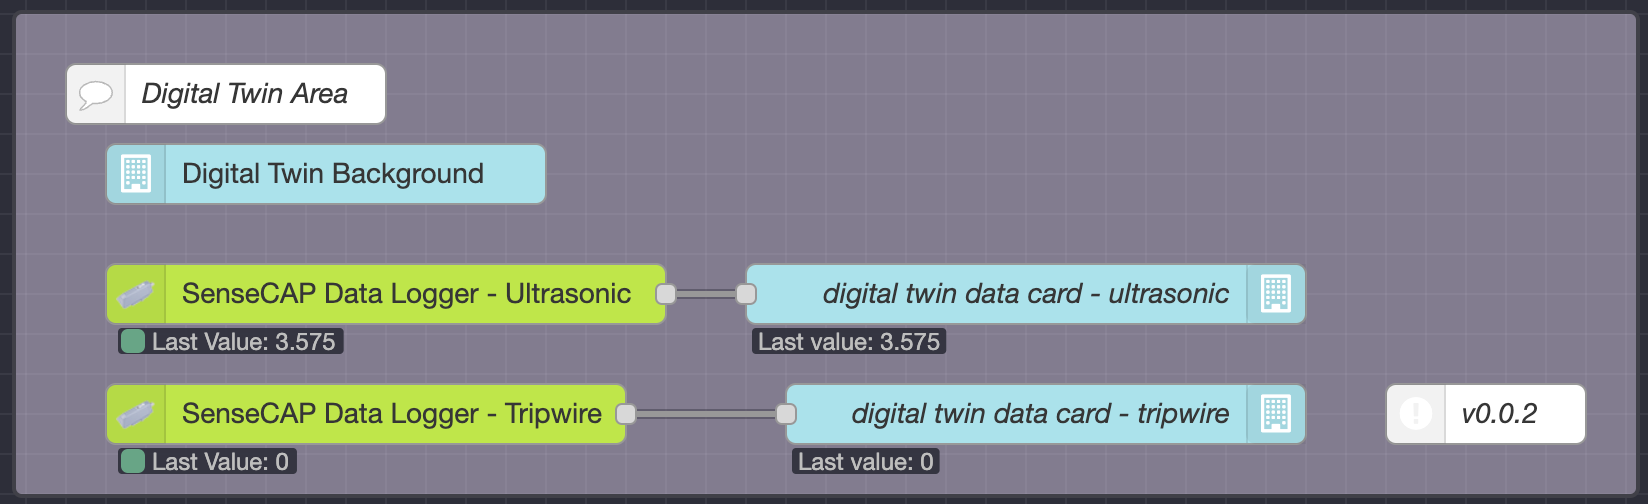 Digital Twin Area
Digital Twin Background
SenseCAP Data Logger - Ultrasonic
digital twin data card - ultrasonic
Last Value: 3.575
Last value: 3.575
SenseCAP Data Logger - Tripwire
digital twin data card - tripwire
v0.0.2
Last Value: 0
Last value: 0